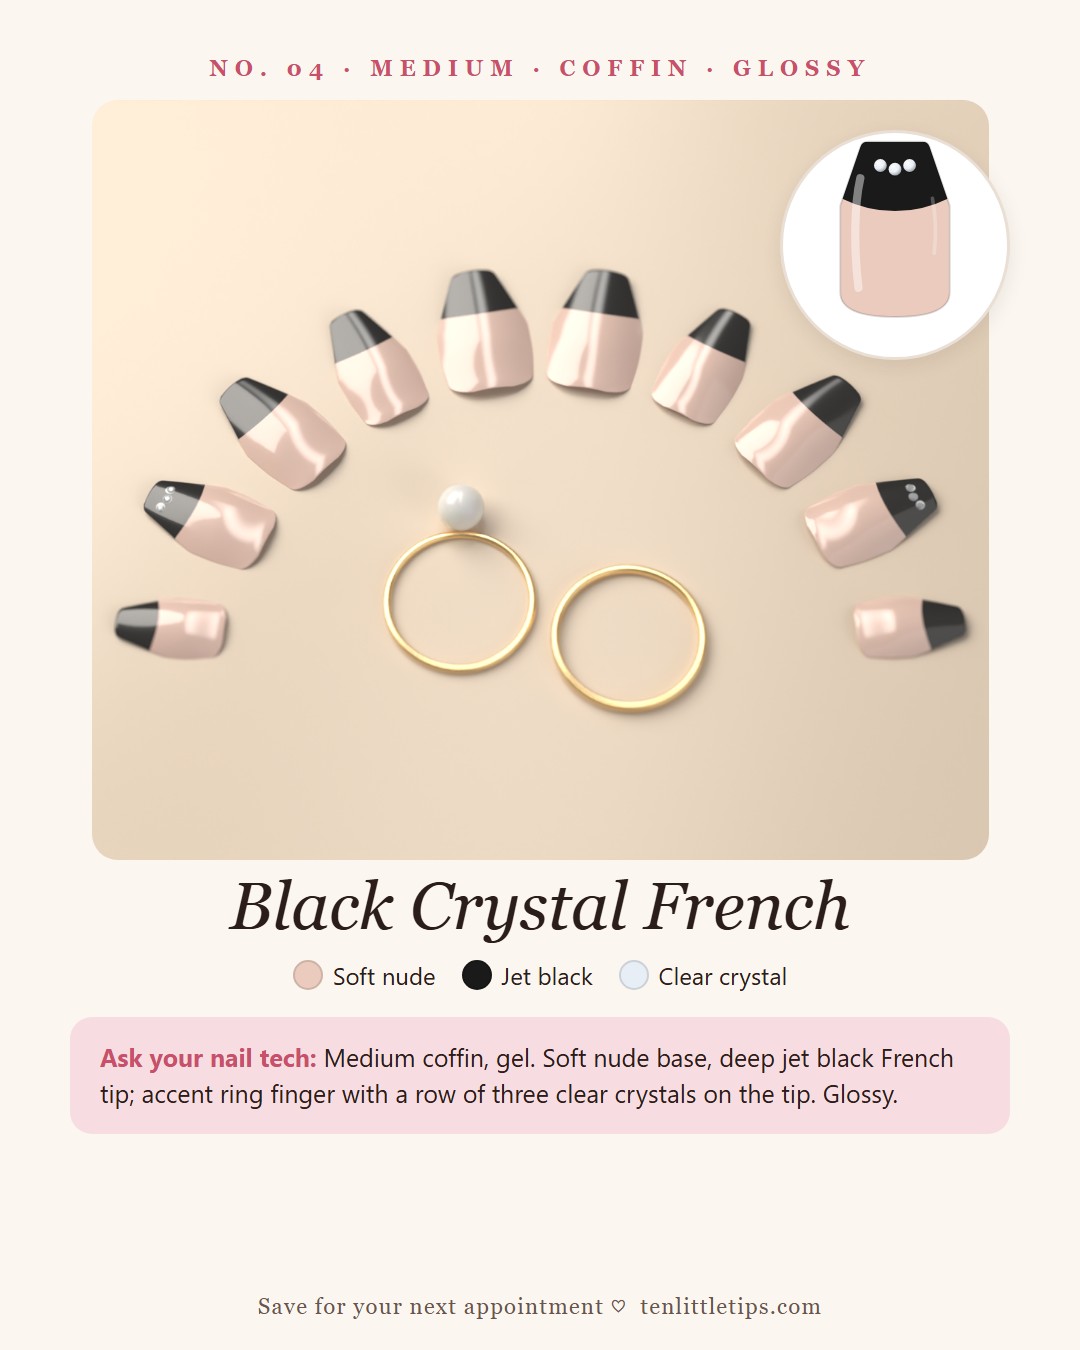 NO. 04 · MEDIUM · COFFIN · GLOSSY
Black Crystal French
Soft nude Jet black Clear crystal
Ask your nail tech: Medium coffin, gel. Soft nude base, deep jet black French
tip; accent ring finger with a row of three clear crystals on the tip. Glossy.
Save for your next appointment ♡ tenlittletips.com